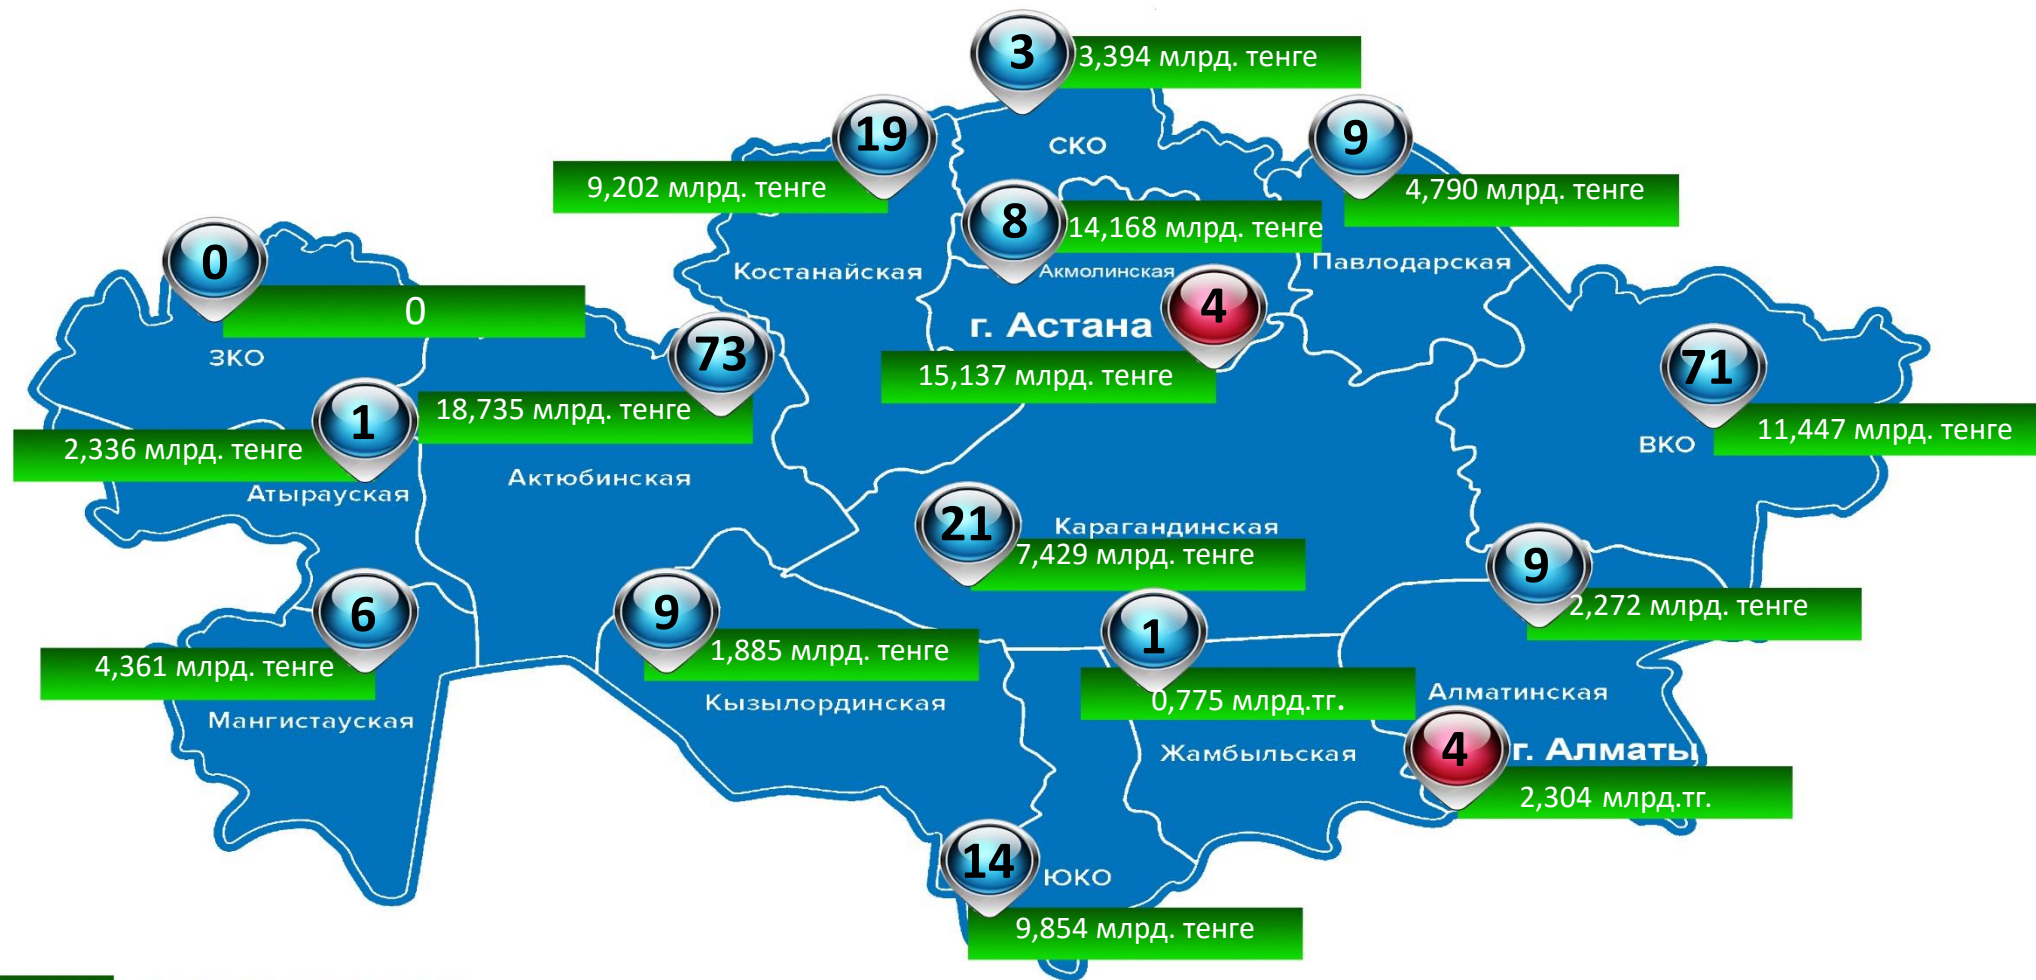 3
3,394 млрд. тенге
19
9
СКО
9,202 млрд. тенге
4,790 млрд. тенге
8
14,168 млрд. тенге
0
Костанайская
Акмолинская
Павлодарская
4
0
г. Астана
ЗКО
73
71
15,137 млрд. тенге
1
18,735 млрд. тенге
2,336 млрд. тенге
11,447 млрд. тенге
ВКО
Актюбинская
Атырауская
21
Карагандинская
7,429 млрд. тенге
9
6
9
2,272 млрд. тенге
1
1,885 млрд. тенге
4,361 млрд. тенге
0,775 млрд.тг.
Алматинская
Кызылординская
Мангистауская
Жамбыльская
4
г. Алматы
2,304 млрд.тг.
14
ЮКО
9,854 млрд. тенге